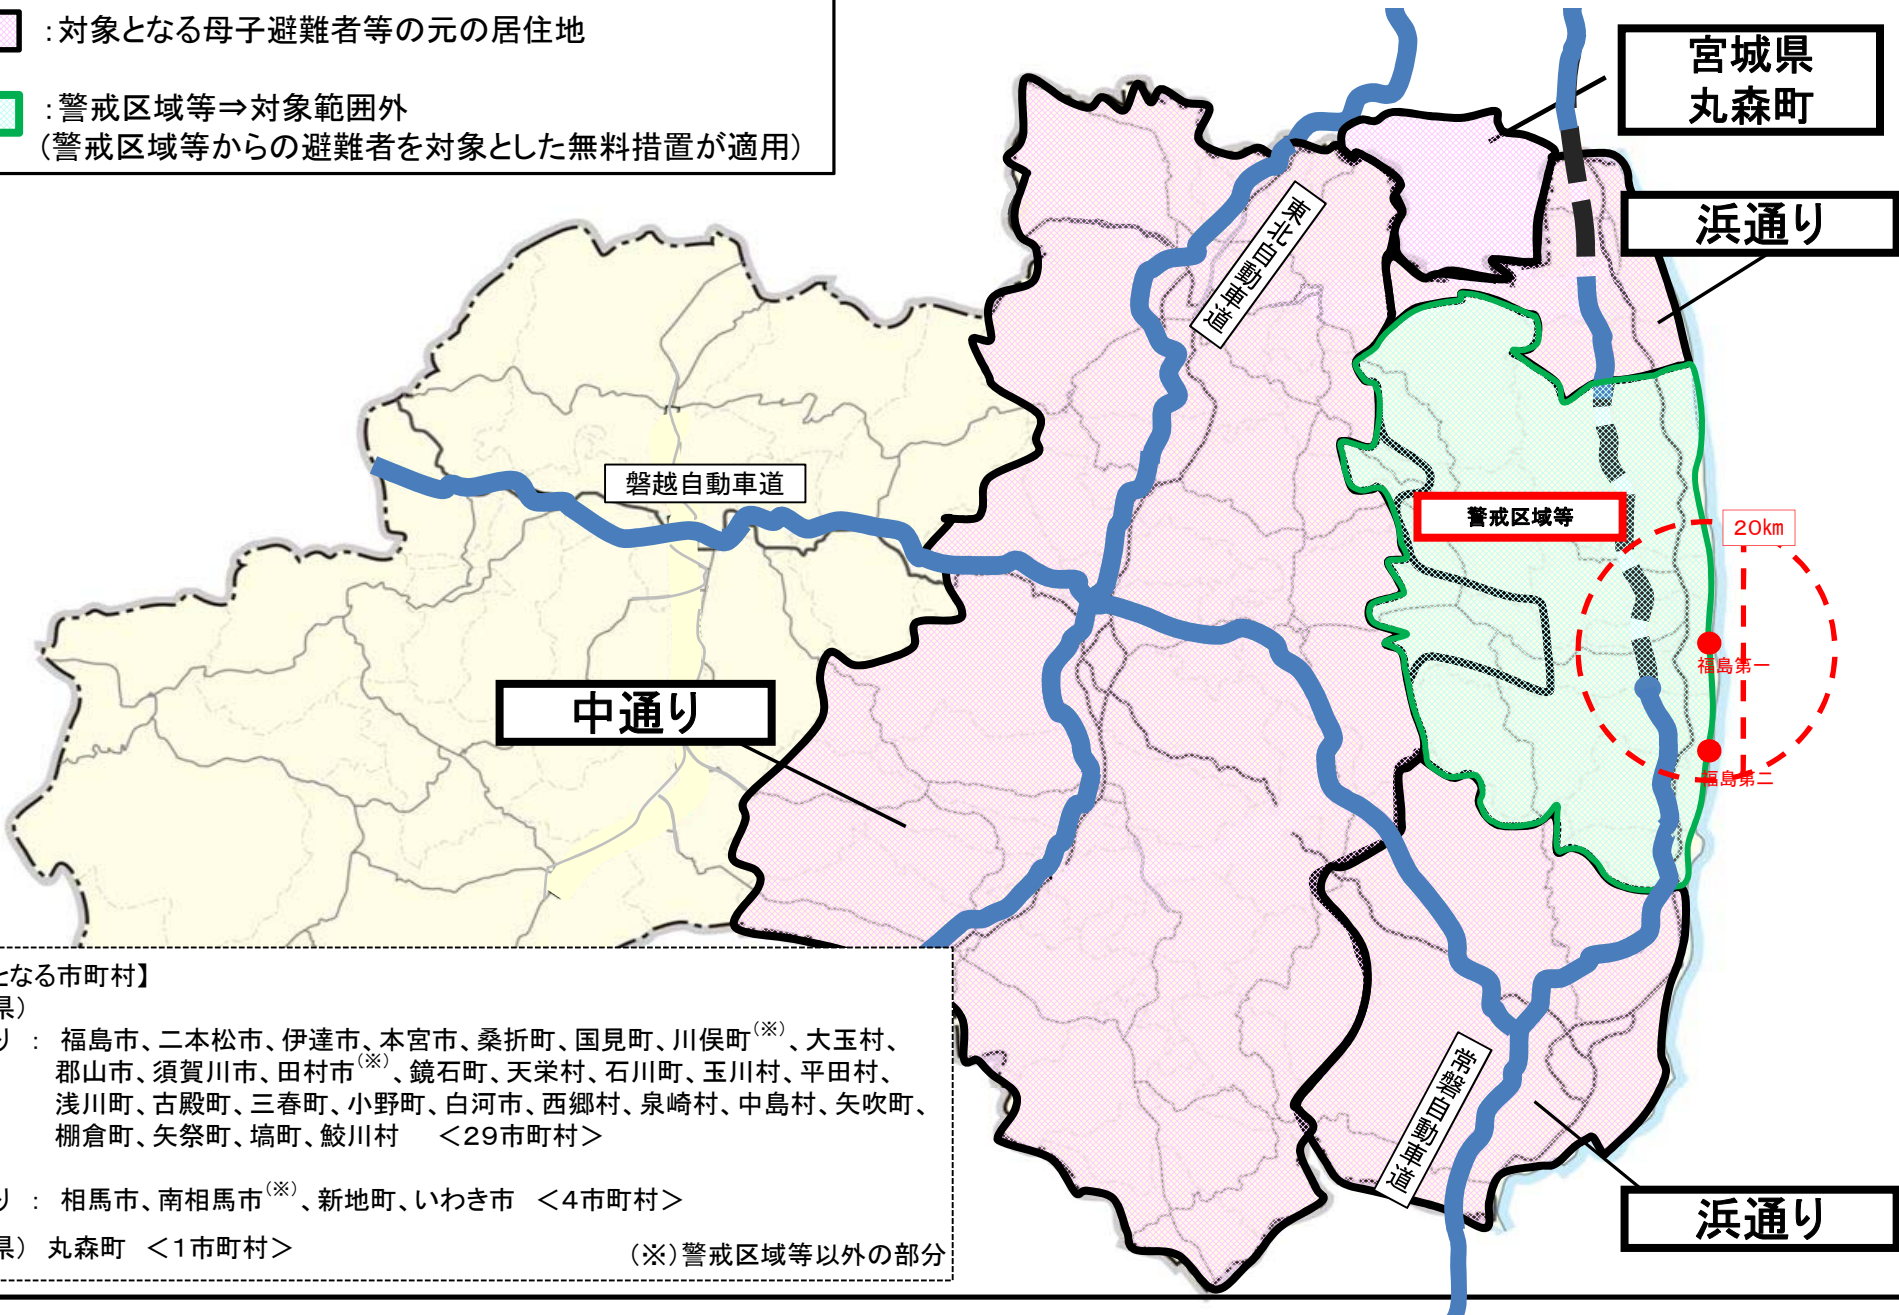 ：対象となる母子避難者等の元の居住地
：警戒区域等⇒対象範囲外
（警戒区域等からの避難者を対象とした無料措置が適用）
宮城県
丸森町
浜通り
東北自動車道
磐越自動車道
警戒区域等
20km
福島第一
中通り
福島第二
となる市町村】
県）
り ： 福島市、二本松市、伊達市、本宮市、桑折町、国見町、川俣町(※)、大玉村、
郡山市、須賀川市、田村市(※)、鏡石町、天栄村、石川町、玉川村、平田村、
浅川町、古殿町、三春町、小野町、白河市、西郷村、泉崎村、中島村、矢吹町、
棚倉町、矢祭町、塙町、鮫川村 ＜29市町村＞
り ： 相馬市、南相馬市(※)、新地町、いわき市 ＜4市町村＞
県） 丸森町 ＜1市町村＞
（※）警戒区域等以外の部分
常磐自動車道
浜通り